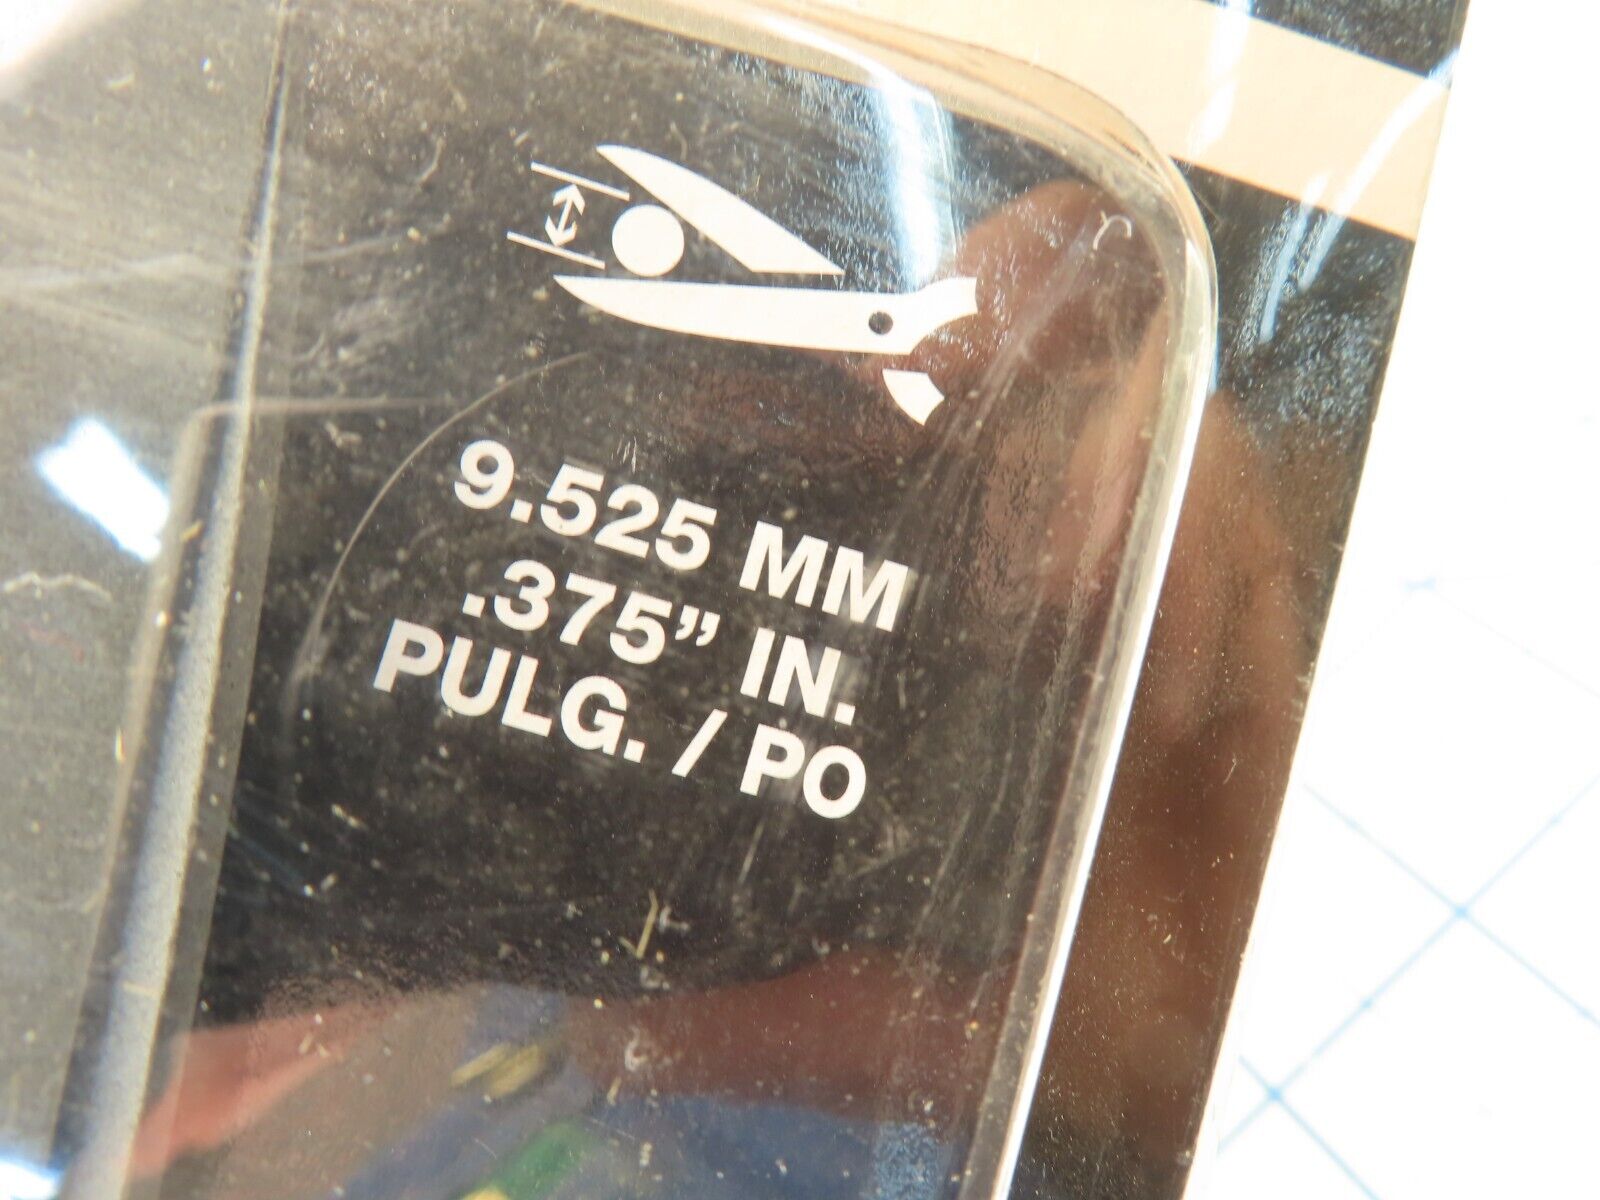 9.525 MM
.375” IN.
PULG. / PO